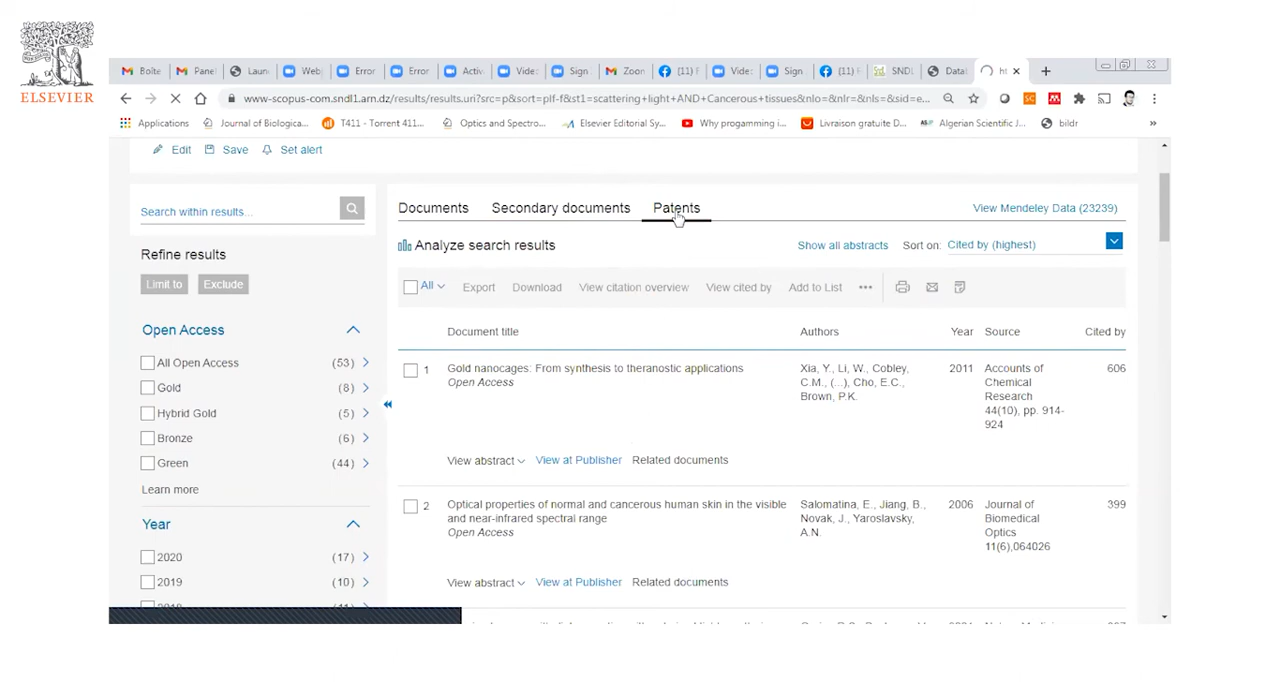 ELSEVIER
Boîte
Pane
Laun
Web
Error
Error
Activ
Vide
Sign
Zoon
(11) F
Vide
Sign
(11) F
SNDL
Datal
ht
www-scopus-com.sndl1.arn.dz/results/results.uri?src=p&sort=plf-f&st1=scattering+light+AND+Cancerous+tissues&nlo=&nlr=&nls=&sid=e...
Applications
Journal of Biologica...
T411 - Torrent 411...
Optics and Spectro...
Elsevier Editorial Sy...
Why progamming i...
Livraison gratuite D...
Algerian Scientific J...
bildr
»
Edit
Save
Set alert
Search within results...
Documents
Secondary documents
Patents
View Mendeley Data (23239)
Refine results
Limit to
Exclude
Analyze search results
Show all abstracts
Sort on:
Cited by (highest)
All
Export
Download
View citation overview
View cited by
Add to List
•••
Open Access
All Open Access (53)
Gold (8)
Hybrid Gold (5)
Bronze (6)
Green (44)
Learn more
Year
2020 (17)
2019 (10)
Document title Authors Year Source Cited by
1 Gold nanocages: From synthesis to theranostic applications Xia, Y., Li, W., Cobley, 2011 Accounts of 606
Open Access C.M., (...), Cho, E.C., Chemical
Brown, P.K. Research
44(10), pp. 914-
924
View abstract View at Publisher Related documents
2 Optical properties of normal and cancerous human skin in the visible Salomatina, E., Jiang, B., 2006 Journal of 399
and near-infrared spectral range Novak, J., Yaroslavsky, Biomedical
Open Access A.N. Optics
11(6),064026
View abstract View at Publisher Related documents